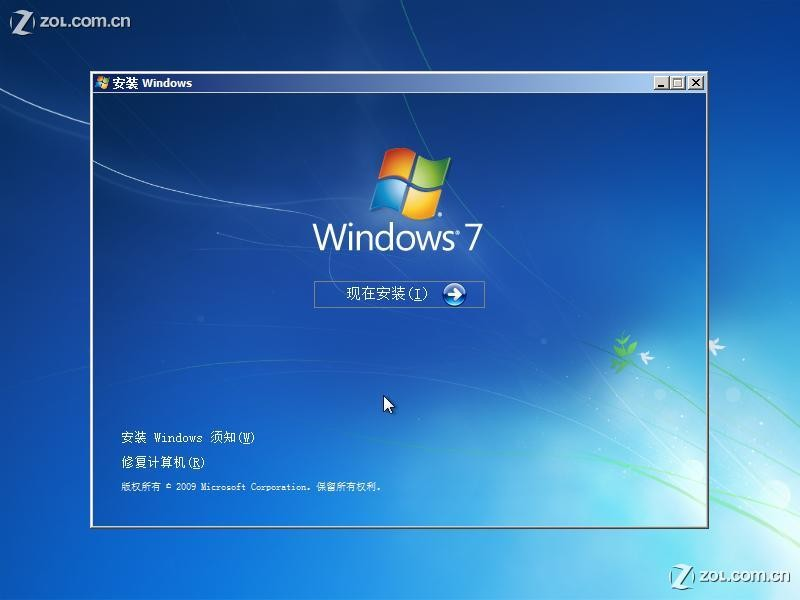 ZOL.COM.CN
安装 Windows
Windows® 7
现在安装(I)
安装 Windows 须知(W)
修复计算机(R)
版权所有 © 2009 Microsoft Corporation。保留所有权利。
ZOL.COM.CN